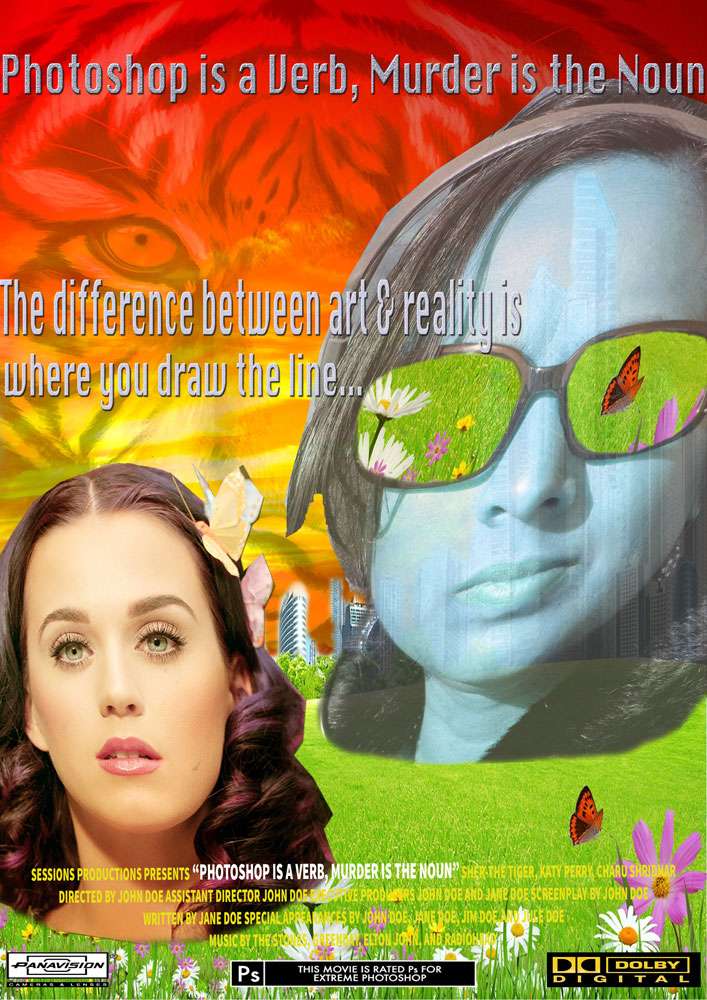 Photoshop is a Verb, Murder is the Noun
The difference between art & reality is
where you draw the line...
SESSIONS PRODUCTIONS PRESENTS “PHOTOSHOP IS A VERB, MURDER IS THE NOUN” SHER THE TIGER, KATY PERRY, CHARU SHRIDHAR
DIRECTED BY JOHN DOE ASSISTANT DIRECTOR JOHN DOE EXECUTIVE PRODUCERS JOHN DOE AND JANE DOE SCREENPLAY BY JOHN DOE
WRITTEN BY JANE DOE SPECIAL APPEARANCES BY JOHN DOE, JANE DOE, JIM DOE, AND JULE DOE
MUSIC BY THE STONES, ELTON JOHN, AND RADIOHEAD
PANAVISION
CAMERAS & LENSES
Ps
THIS MOVIE IS RATED Ps FOR
EXTREME PHOTOSHOP
DOLBY
DIGITAL